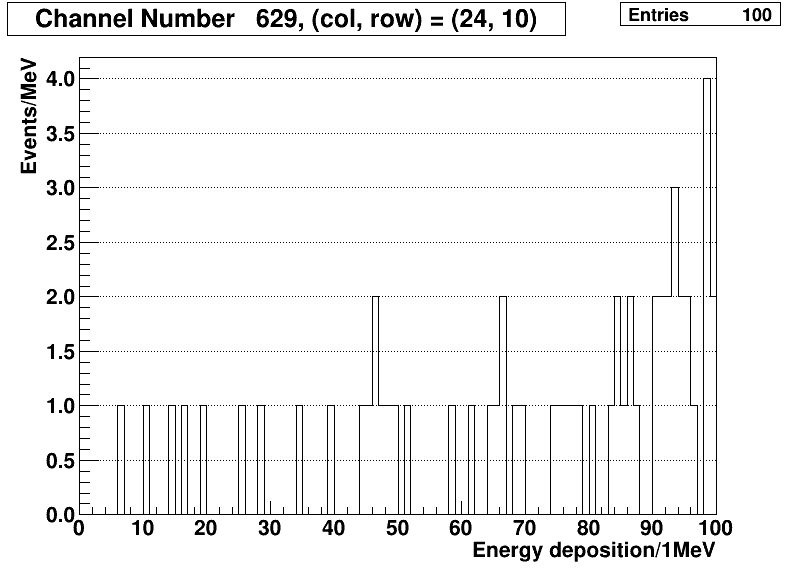 Channel Number 629, (col, row) = (24, 10)
Entries 100
Events/MeV
4.0
3.5
3.0
2.5
2.0
1.5
1.0
0.5
0.0
0 10 20 30 40 50 60 70 80 90 100
Energy deposition/1MeV